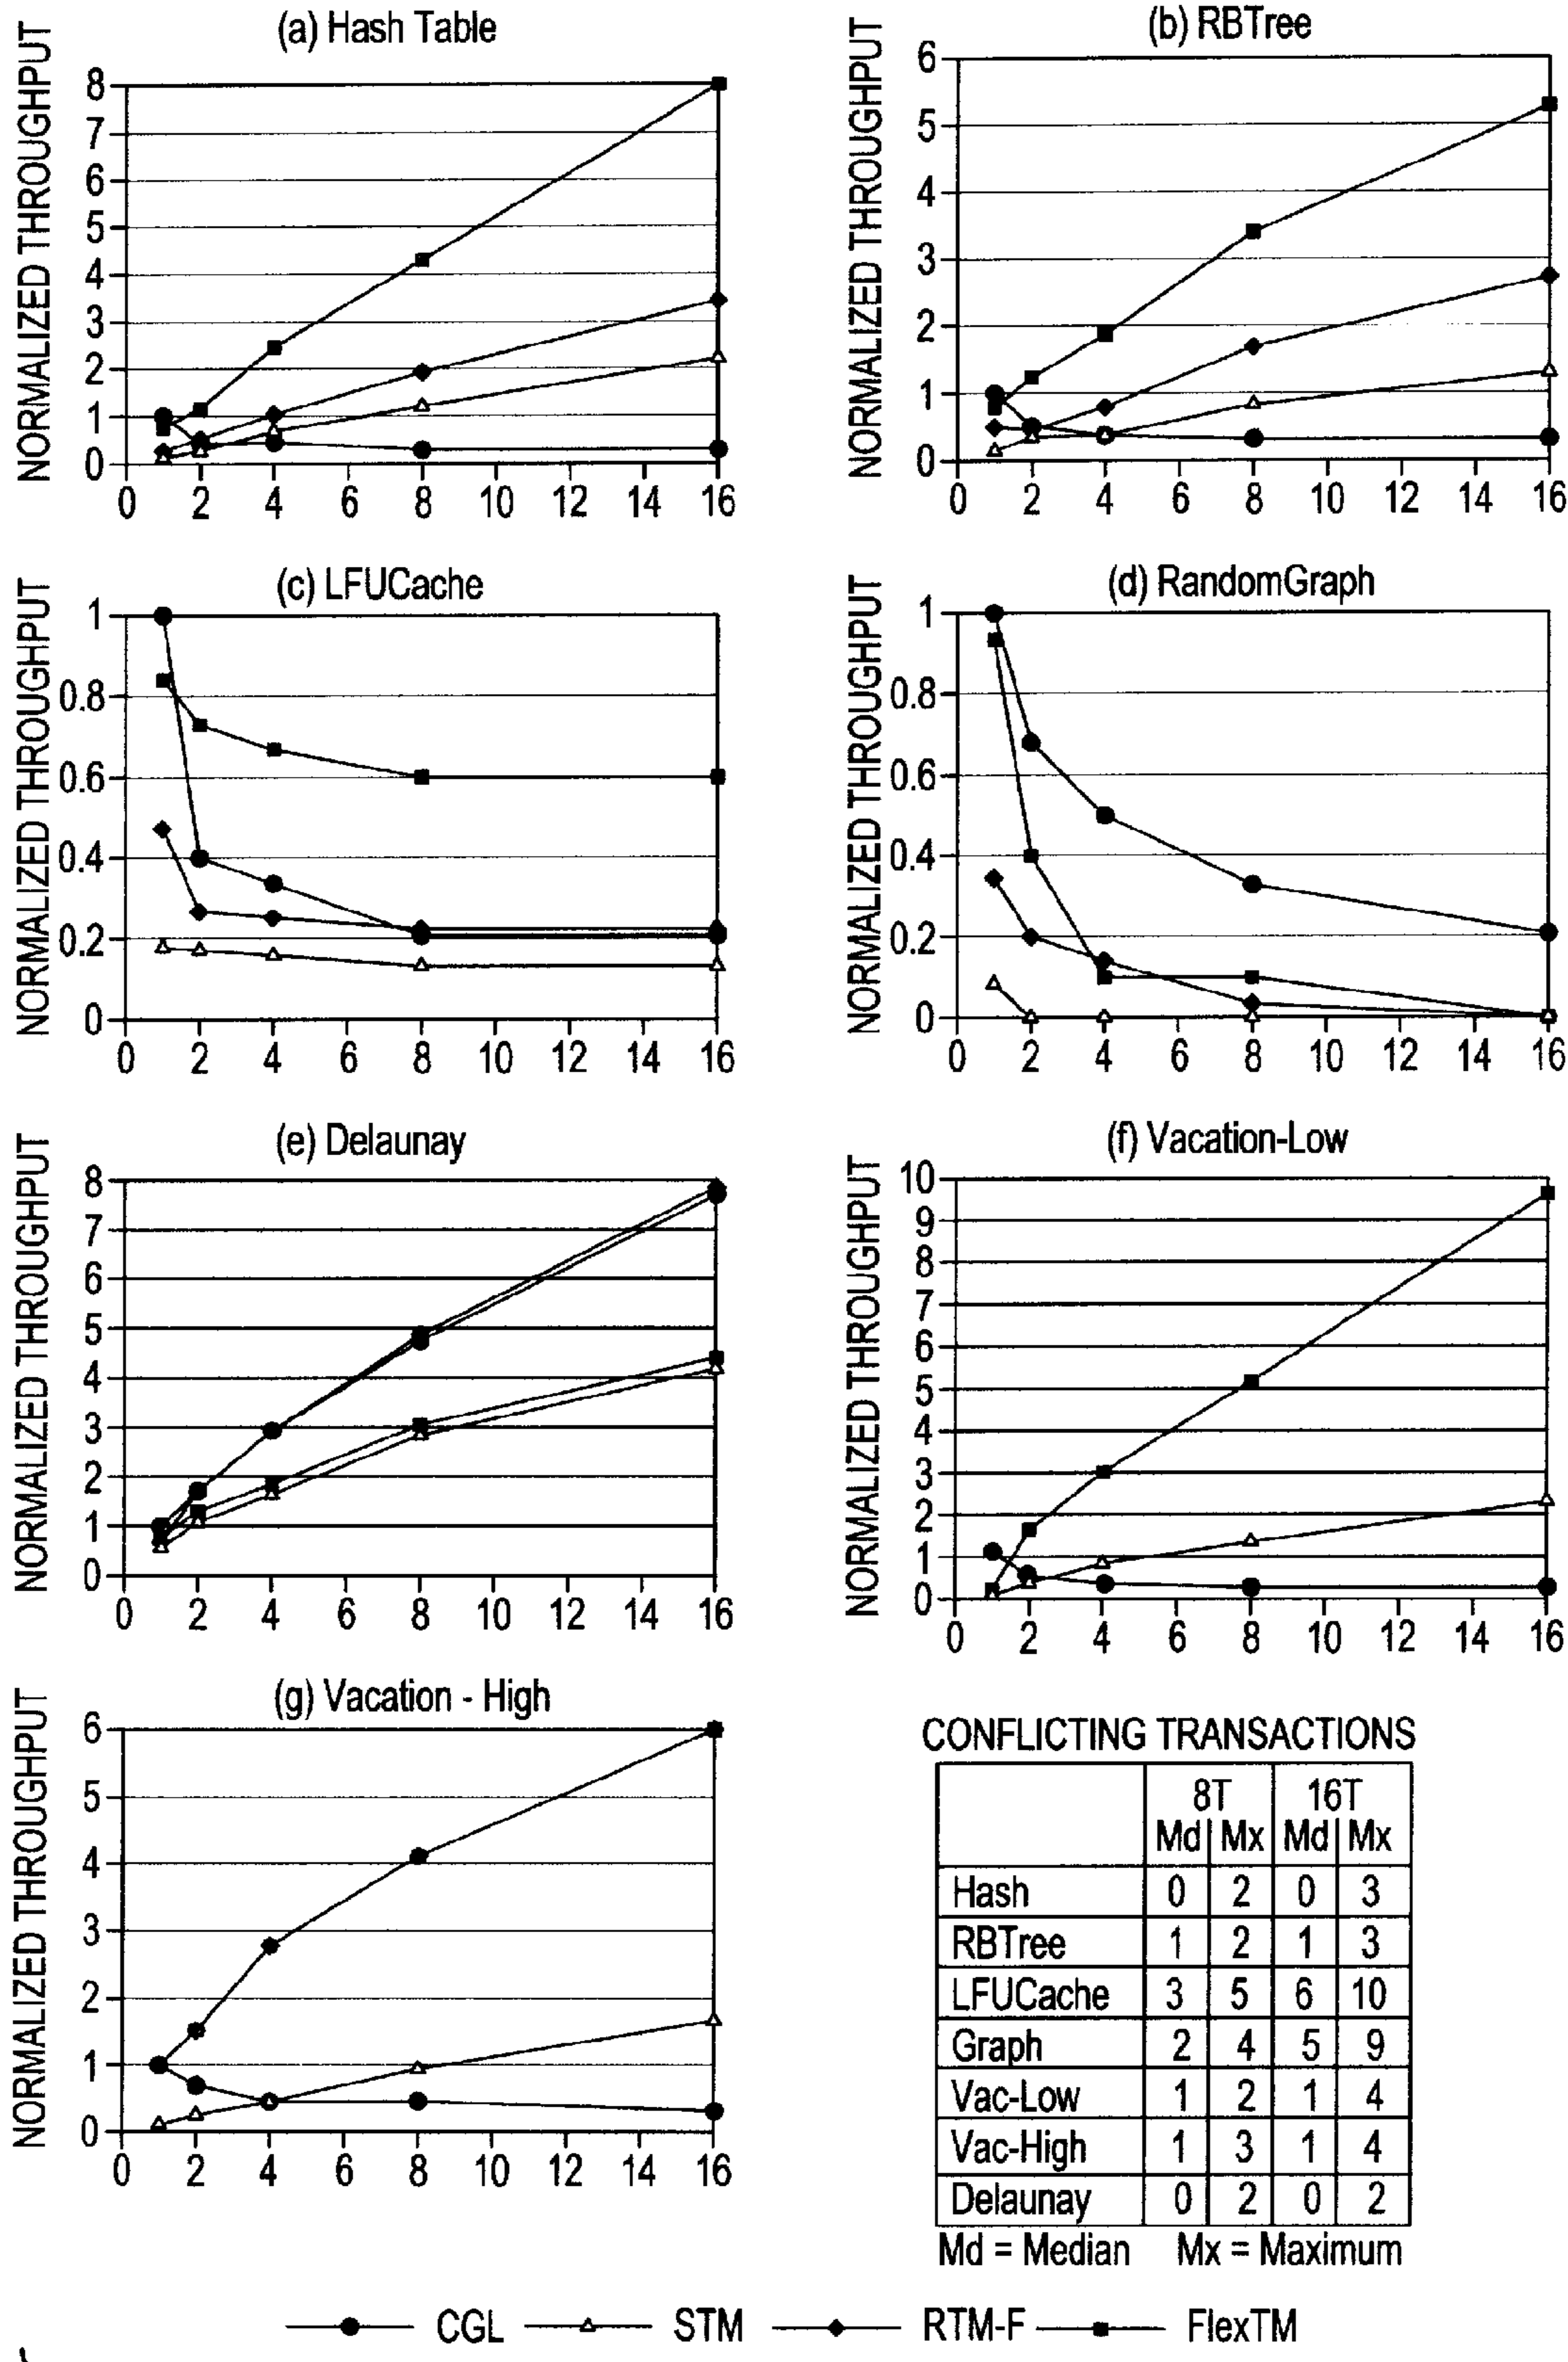 (a) Hash Table
NORMALIZED THROUGHPUT
8
7
6
5
4
3
2
1
0
0 2 4 6 8 10 12 14 16
(b) RBTree
NORMALIZED THROUGHPUT
6
5
4
3
2
1
0
0 2 4 6 8 10 12 14 16
(c) LFUCache
NORMALIZED THROUGHPUT
1
0.8
0.6
0.4
0.2
0
0 2 4 6 8 10 12 14 16
(d) RandomGraph
NORMALIZED THROUGHPUT
1
0.8
0.6
0.4
0.2
0
0 2 4 6 8 10 12 14 16
(e) Delaunay
NORMALIZED THROUGHPUT
8
7
6
5
4
3
2
1
0
0 2 4 6 8 10 12 14 16
(f) Vacation-Low
NORMALIZED THROUGHPUT
10
9
8
7
6
5
4
3
2
1
0
0 2 4 6 8 10 12 14 16
(g) Vacation - High
NORMALIZED THROUGHPUT
6
5
4
3
2
1
0
0 2 4 6 8 10 12 14 16
CONFLICTING TRANSACTIONS
8T 16T
Md Mx Md Mx
Hash 0 2 0 3
RBTree 1 2 1 3
LFUCache 3 5 6 10
Graph 2 4 5 9
Vac-Low 1 2 1 4
Vac-High 1 3 1 4
Delaunay 0 2 0 2
Md = Median Mx = Maximum
CGL STM RTM-F FlexTM